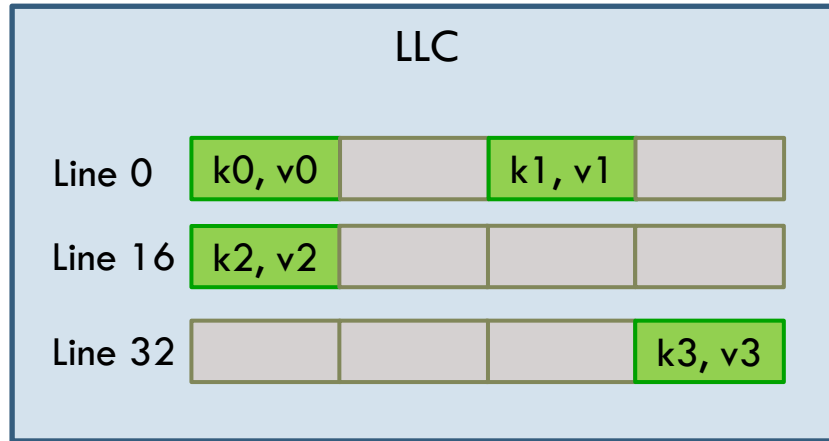 LLC
Line 0 k0, v0 k1, v1
Line 16 k2, v2
Line 32 k3, v3